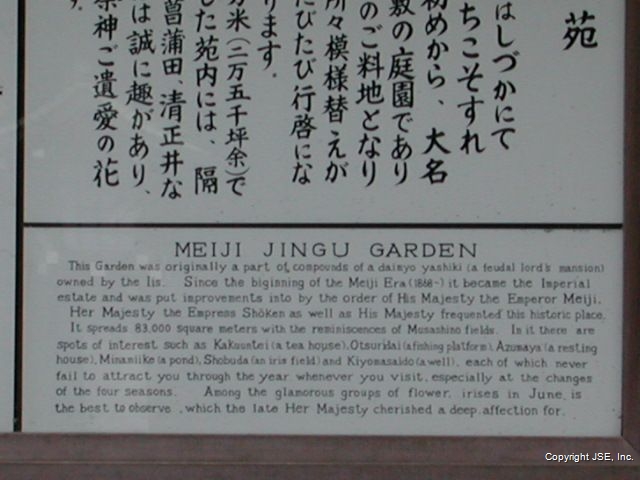 苑
はしづかにて
ちこそすれ
初めから、大名
敷の庭園であり
のご料地となり
所々模様替えが
たびたび行啓にな
ります。
方米(二万五千坪余)で
した苑内には、隔
菖蒲田、清正井な
は誠に趣があり、
祭神ご遺愛の花
す。
MEIJI JINGU GARDEN
This Garden was originally a part of compounds of a daimyo yashiki (a feudal lord's mansion)
owned by the Iis. Since the biginning of the Meiji Era (1868~) it became the Imperial
estate and was put improvements into by the order of His Majesty the Emperor Meiji.
Her Majesty the Empress Shōken as well as His Majesty frequented this historic place.
It spreads 83,000 square meters with the reminiscences of Musashino fields. In it there are
spots of interest such as Kakuuntei (a tea house), Otsuridai (a fishing platform), Azumaya (a resting
house), Minamiike (a pond), Shobuda (an iris field) and Kiyomasaido (a well), each of which never
fail to attract you through the year whenever you visit, especially at the changes
of the four seasons. Among the glamorous groups of flower, irises in June, is
the best to observe, which the late Her Majesty cherished a deep affection for.
Copyright JSE, Inc.